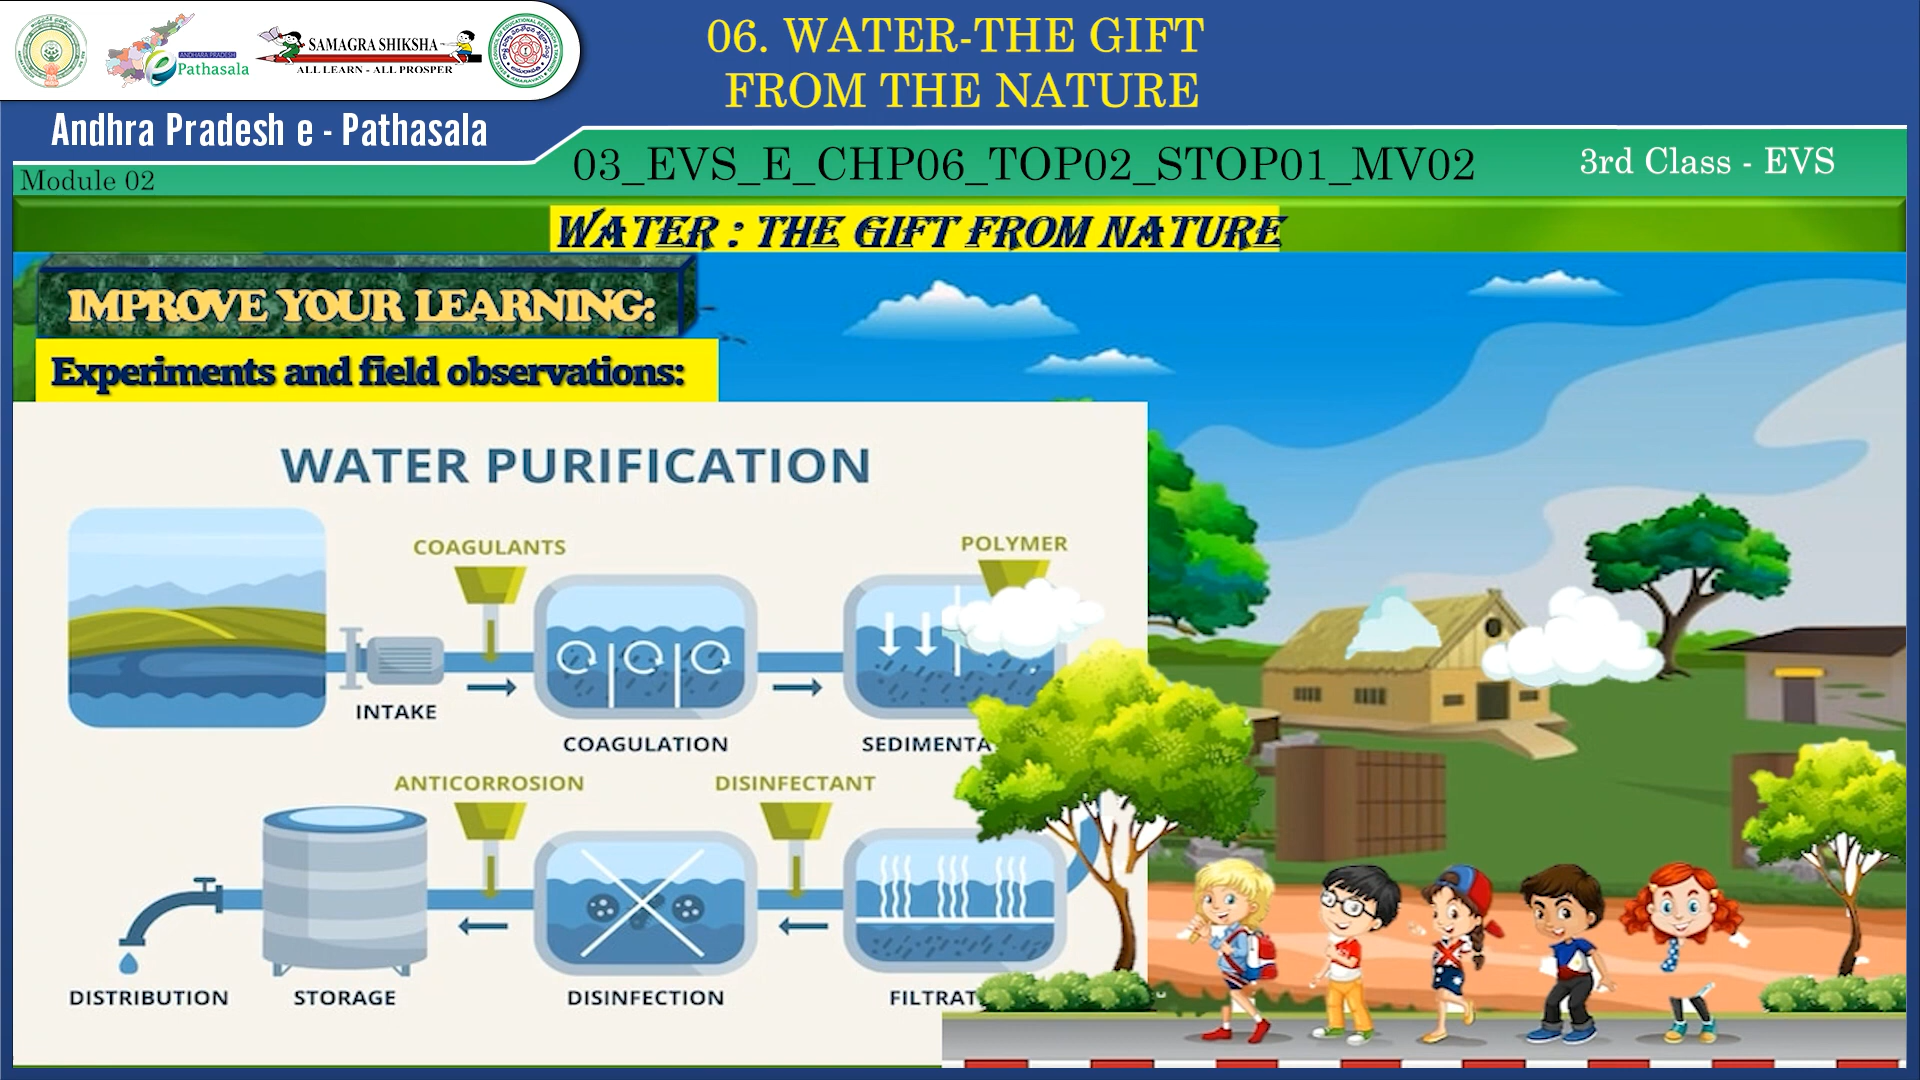 06. WATER-THE GIFT
FROM THE NATURE
ANDHRA PRADESH
e Pathasala
SAMAGRA SHIKSHA
ALL LEARN - ALL PROSPER
Andhra Pradesh e - Pathasala
Module 02
03_EVS_E_CHP06_TOP02_STOP01_MV02
3rd Class - EVS
WATER : THE GIFT FROM NATURE
IMPROVE YOUR LEARNING:
Experiments and field observations:
WATER PURIFICATION
COAGULANTS
POLYMER
INTAKE
COAGULATION
SEDIMENTA
ANTICORROSION
DISINFECTANT
DISTRIBUTION
STORAGE
DISINFECTION
FILTRAT